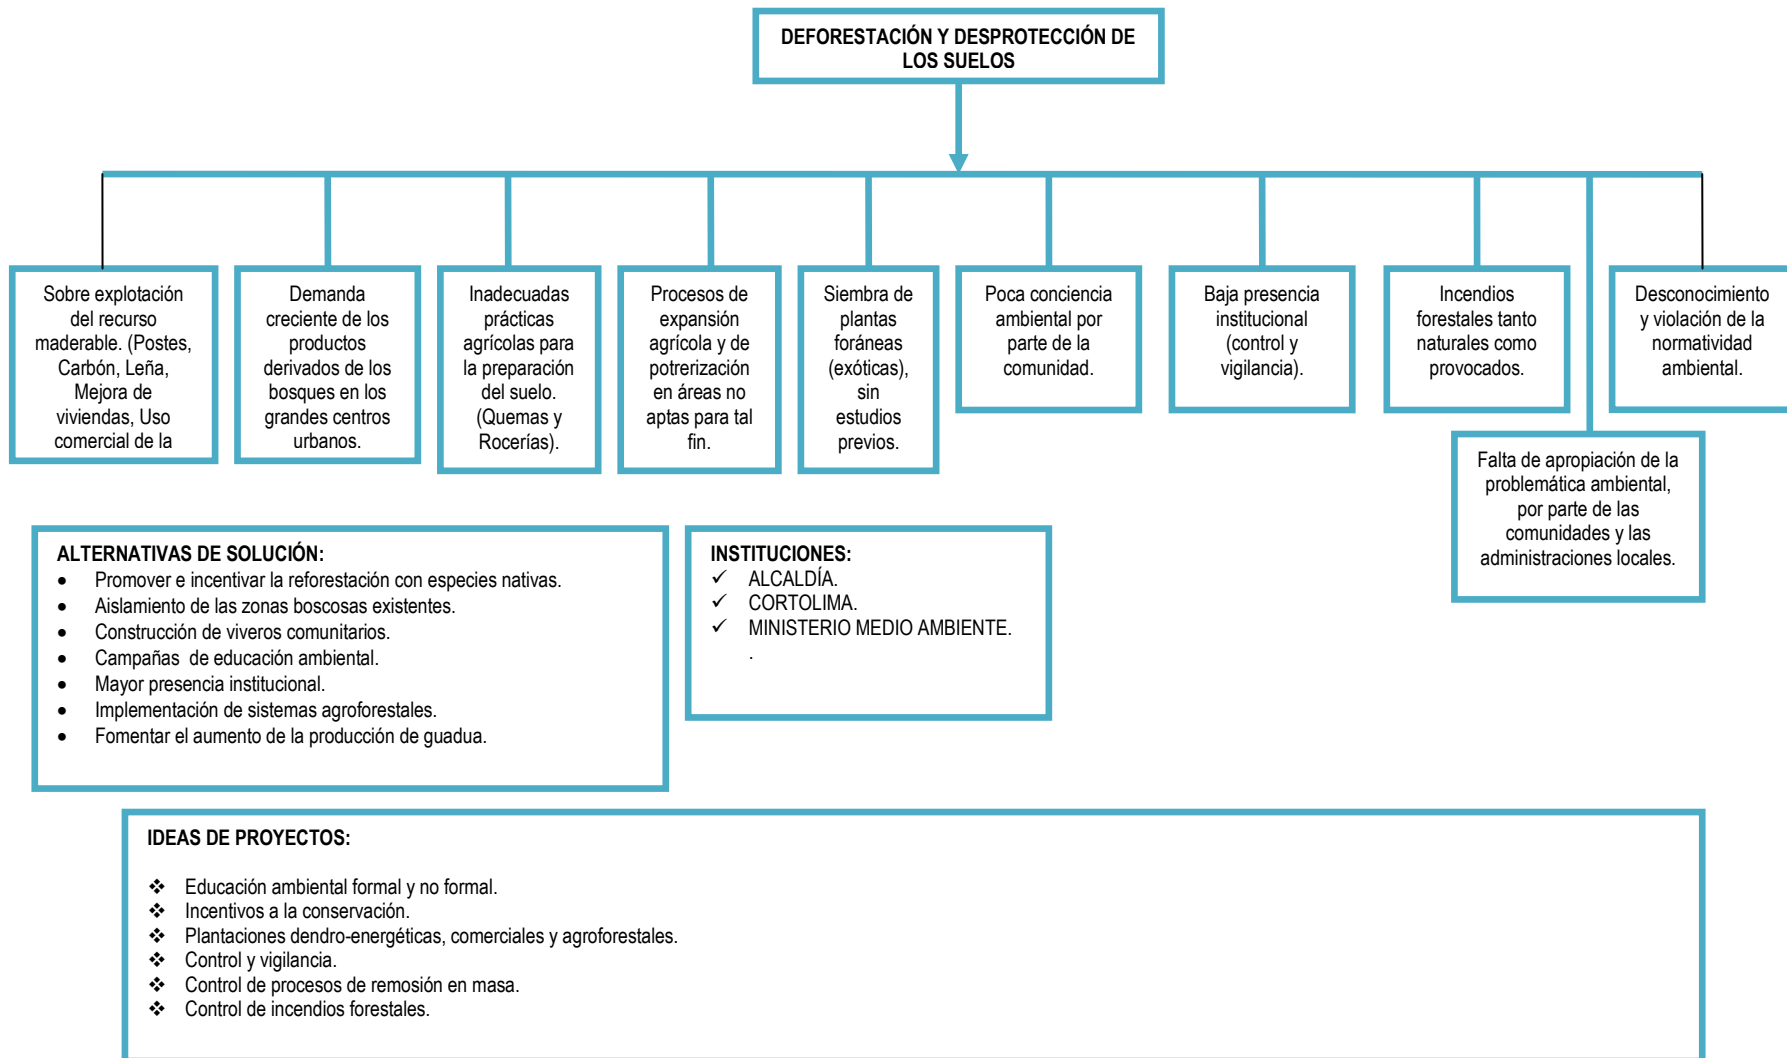 DEFORESTACIÓN Y DESPROTECCIÓN DE
LOS SUELOS
Sobre explotación
del recurso
maderable. (Postes,
Carbón, Leña,
Mejora de
viviendas, Uso
comercial de la
Demanda
creciente de los
productos
derivados de los
bosques en los
grandes centros
urbanos.
Inadecuadas
prácticas
agrícolas para
la preparación
del suelo.
(Quemas y
Rocerías).
Procesos de
expansión
agrícola y de
potrerización
en áreas no
aptas para tal
fin.
Siembra de
plantas
foráneas
(exóticas),
sin
estudios
previos.
Poca conciencia
ambiental por
parte de la
comunidad.
Baja presencia
institucional
(control y
vigilancia).
Incendios
forestales tanto
naturales como
provocados.
Desconocimiento
y violación de la
normatividad
ambiental.
Falta de apropiación de la
problemática ambiental,
por parte de las
comunidades y las
administraciones locales.
ALTERNATIVAS DE SOLUCIÓN:
• Promover e incentivar la reforestación con especies nativas.
• Aislamiento de las zonas boscosas existentes.
• Construcción de viveros comunitarios.
• Campañas  de educación ambiental.
• Mayor presencia institucional.
• Implementación de sistemas agroforestales.
• Fomentar el aumento de la producción de guadua.
INSTITUCIONES:
✓ ALCALDÍA.
✓ CORTOLIMA.
✓ MINISTERIO MEDIO AMBIENTE.
.
IDEAS DE PROYECTOS:
❖ Educación ambiental formal y no formal.
❖ Incentivos a la conservación.
❖ Plantaciones dendro-energéticas, comerciales y agroforestales.
❖ Control y vigilancia.
❖ Control de procesos de remosión en masa.
❖ Control de incendios forestales.